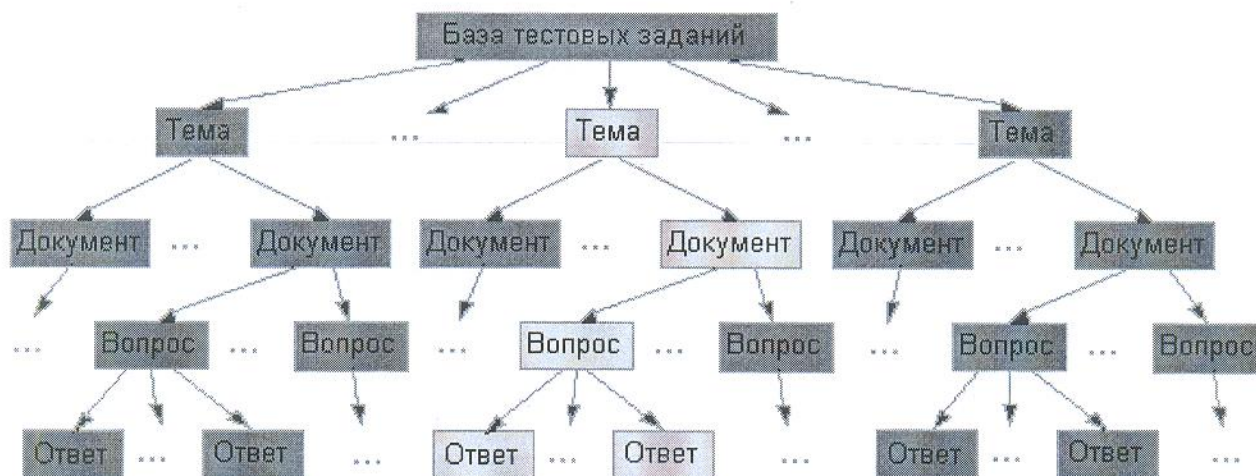 База тестовых заданий
Тема ... Тема ... Тема
Документ ... Документ Документ ... Документ Документ ... Документ
... Вопрос ... Вопрос ... Вопрос ... Вопрос ... Вопрос ... Вопрос
Ответ ... Ответ ... Ответ ... Ответ ... Ответ ... Ответ ...